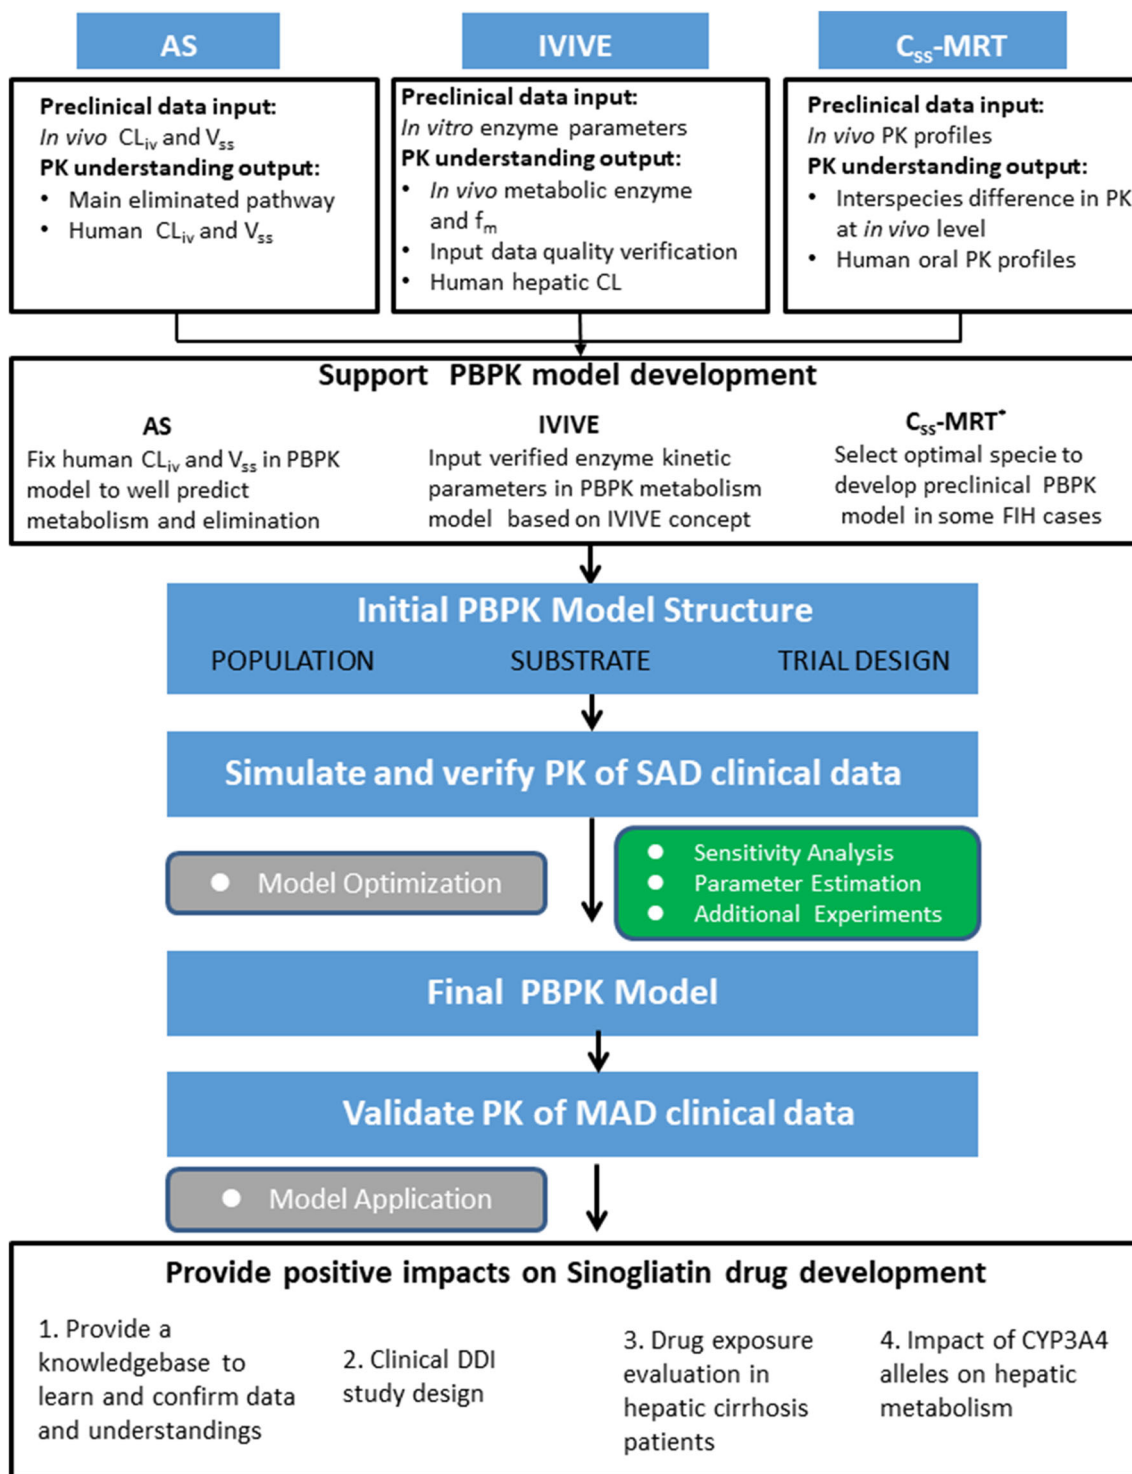 AS
IVIVE
Css-MRT
Preclinical data input:
In vivo CLiv and Vss
PK understanding output:
• Main eliminated pathway
• Human CLiv and Vss
Preclinical data input:
In vitro enzyme parameters
PK understanding output:
• In vivo metabolic enzyme
and fm
• Input data quality verification
• Human hepatic CL
Preclinical data input:
In vivo PK profiles
PK understanding output:
• Interspecies difference in PK
at in vivo level
• Human oral PK profiles
Support PBPK model development
AS
Fix human CLiv and Vss in PBPK
model to well predict
metabolism and elimination
IVIVE
Input verified enzyme kinetic
parameters in PBPK metabolism
model based on IVIVE concept
Css-MRT*
Select optimal specie to
develop preclinical PBPK
model in some FIH cases
Initial PBPK Model Structure
POPULATION SUBSTRATE TRIAL DESIGN
Simulate and verify PK of SAD clinical data
• Model Optimization
• Sensitivity Analysis
• Parameter Estimation
• Additional Experiments
Final PBPK Model
Validate PK of MAD clinical data
• Model Application
Provide positive impacts on Sinogliatin drug development
1. Provide a
knowledgebase to
learn and confirm data
and understandings
2. Clinical DDI
study design
3. Drug exposure
evaluation in
hepatic cirrhosis
patients
4. Impact of CYP3A4
alleles on hepatic
metabolism